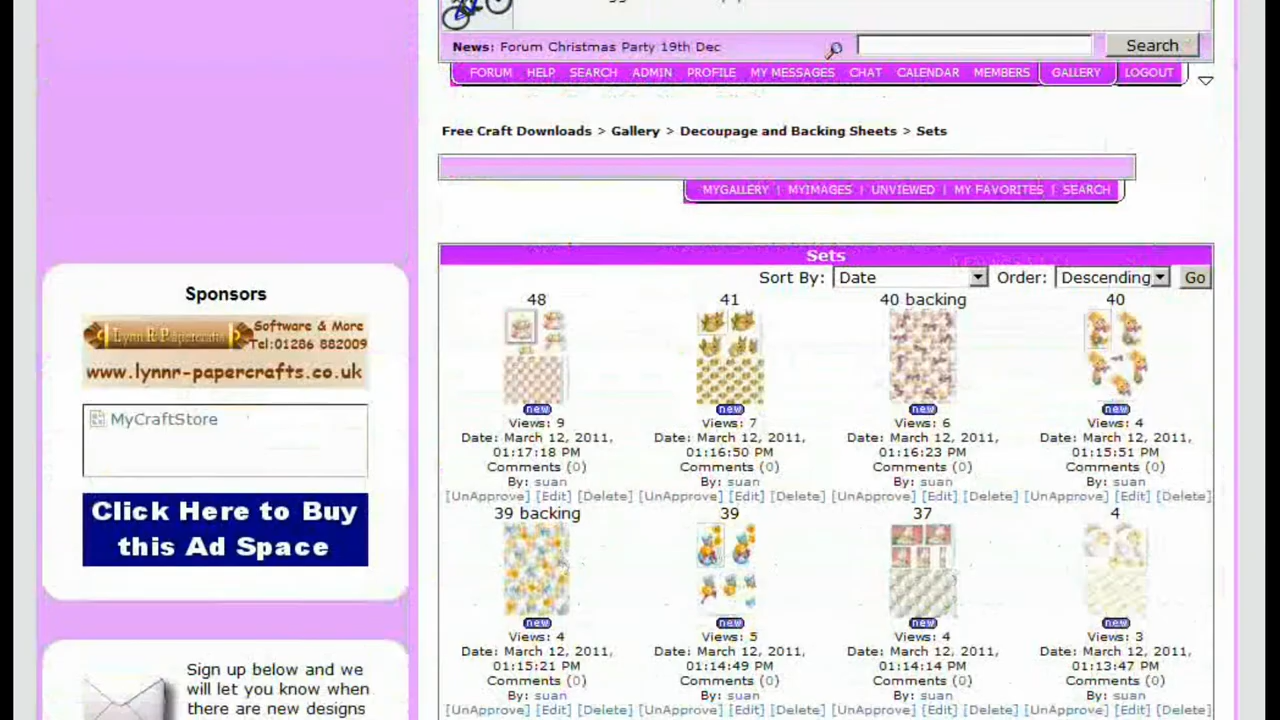 News: Forum Christmas Party 19th Dec
Search
FORUM HELP SEARCH ADMIN PROFILE MY MESSAGES CHAT CALENDAR MEMBERS GALLERY LOGOUT
Free Craft Downloads > Gallery > Decoupage and Backing Sheets > Sets
MYGALLERY | MYIMAGES | UNVIEWED | MY FAVORITES | SEARCH
Sets
Sort By: Date Order: Descending Go
48 41 40 backing 40
new new new new
Views: 9 Views: 7 Views: 6 Views: 4
Date: March 12, 2011, Date: March 12, 2011, Date: March 12, 2011, Date: March 12, 2011,
01:17:18 PM 01:16:50 PM 01:16:23 PM 01:15:51 PM
Comments (0) Comments (0) Comments (0) Comments (0)
By: suan By: suan By: suan By: suan
[UnApprove] [Edit] [Delete] [UnApprove] [Edit] [Delete] [UnApprove] [Edit] [Delete] [UnApprove] [Edit] [Delete]
39 backing 39 37 4
new new new new
Views: 4 Views: 5 Views: 4 Views: 3
Date: March 12, 2011, Date: March 12, 2011, Date: March 12, 2011, Date: March 12, 2011,
01:15:21 PM 01:14:49 PM 01:14:14 PM 01:13:47 PM
Comments (0) Comments (0) Comments (0) Comments (0)
By: suan By: suan By: suan By: suan
[UnApprove] [Edit] [Delete] [UnApprove] [Edit] [Delete] [UnApprove] [Edit] [Delete] [UnApprove] [Edit] [Delete]
Sponsors
Lynn R Papercrafts
Software & More
Tel:01286 882009
www.lynnr-papercrafts.co.uk
MyCraftStore
Click Here to Buy
this Ad Space
Sign up below and we
will let you know when
there are new designs